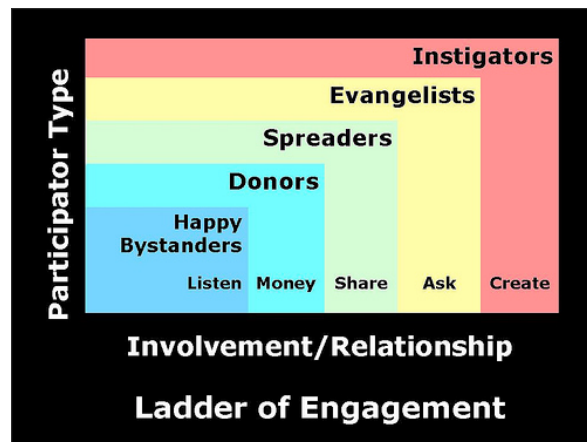 Participator Type
Instigators
Evangelists
Spreaders
Donors
Happy
Bystanders
Listen Money Share Ask Create
Involvement/Relationship
Ladder of Engagement